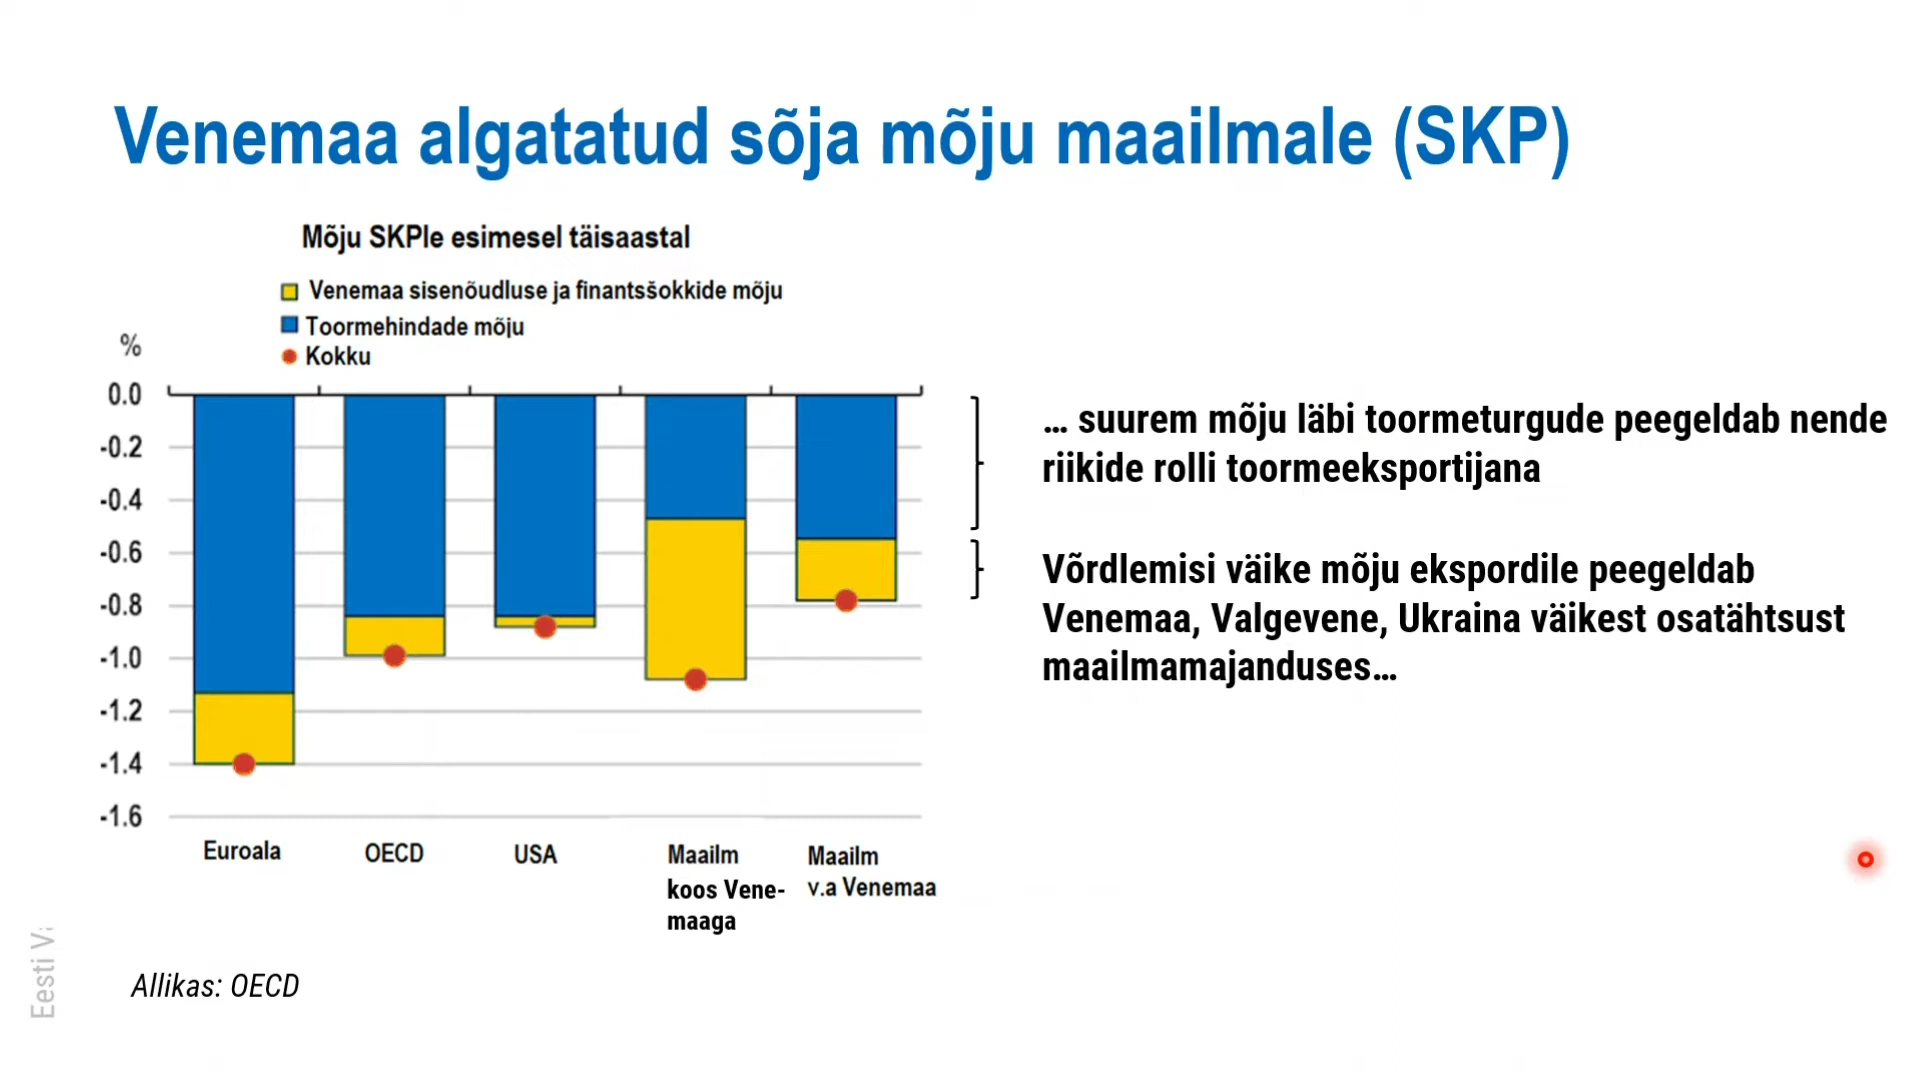 Venemaa algatatud sõja mõju maailmale (SKP)
Mõju SKPle esimesel täisaastal
Venemaa sisenõudluse ja finantsšokkide mõju
Toormehindade mõju
Kokku
%
0.0
-0.2
-0.4
-0.6
-0.8
-1.0
-1.2
-1.4
-1.6
Euroala
OECD
USA
Maailm
koos Vene-
maaga
Maailm
v.a Venemaa
... suurem mõju läbi toormeturgude peegeldab nende
riikide rolli toormeeksportijana
Võrdlemisi väike mõju ekspordile peegeldab
Venemaa, Valgevene, Ukraina väikest osatähtsust
maailmamajanduses...
Allikas: OECD
Eesti